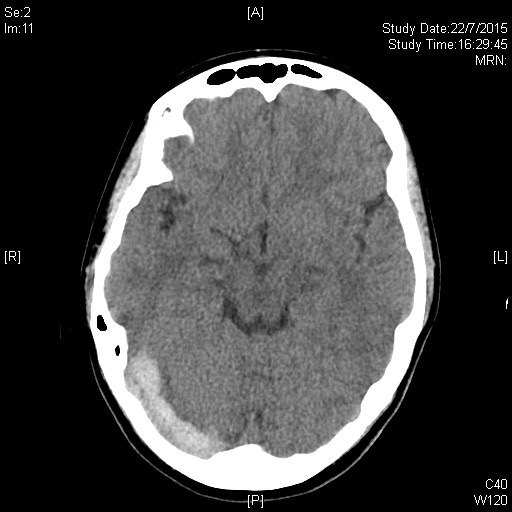 Se:2
Im:11
[A]
Study Date:22/7/2015
Study Time:16:29:45
MRN:
[R]
[L]
f
[P]
C40
W120